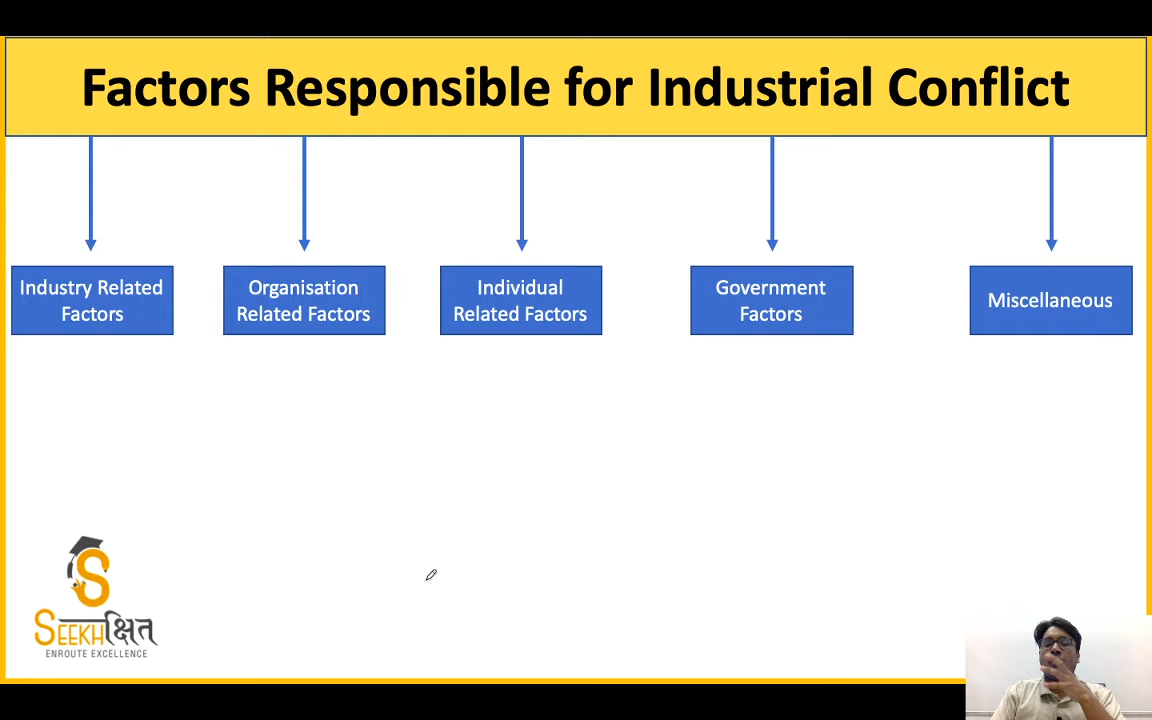 Factors Responsible for Industrial Conflict
Industry Related
Factors
Organisation
Related Factors
Individual
Related Factors
Government
Factors
Miscellaneous
SEEKHक्षित
ENROUTE EXCELLENCE